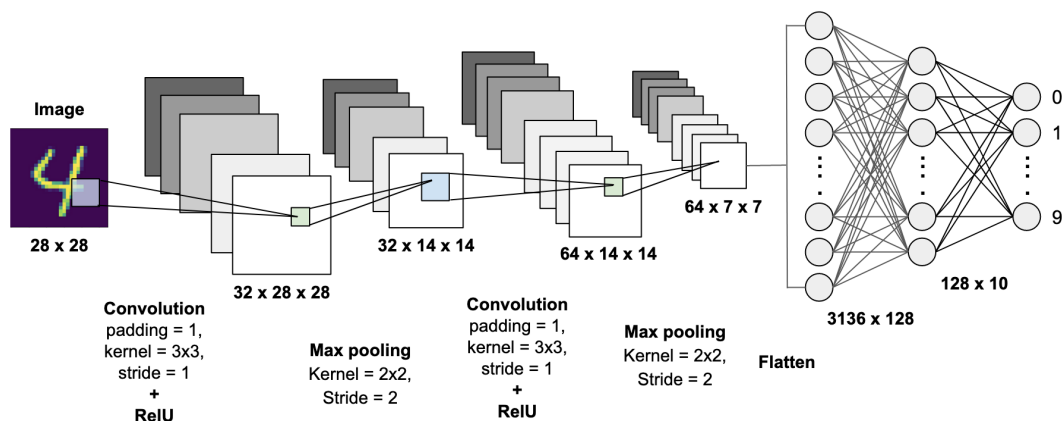 Image
28 x 28
32 x 28 x 28
32 x 14 x 14
64 x 14 x 14
64 x 7 x 7
0
1
9
128 x 10
3136 x 128
Convolution
padding = 1,
kernel = 3x3,
stride = 1
+
RelU
Max pooling
Kernel = 2x2,
Stride = 2
Convolution
padding = 1,
kernel = 3x3,
stride = 1
+
RelU
Max pooling
Kernel = 2x2,
Stride = 2
Flatten